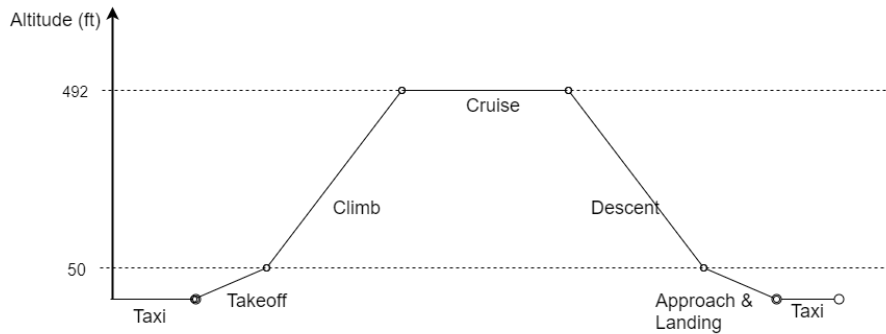 Altitude (ft)
492
Cruise
Climb
Descent
50
Takeoff
Approach &
Landing
Taxi
Taxi